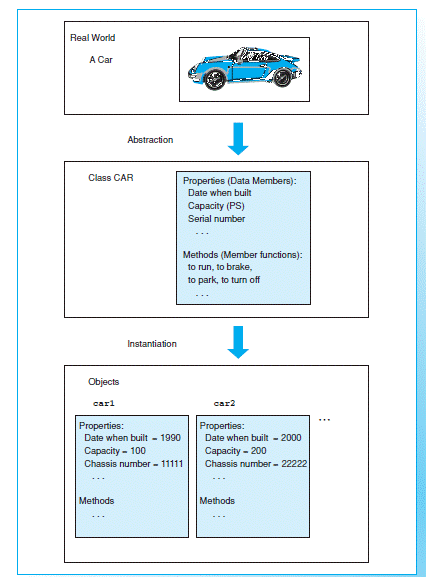 Real World
A Car
Abstraction
Class CAR
Properties (Data Members):
Date when built
Capacity (PS)
Serial number
. . .
Methods (Member functions):
to run, to brake,
to park, to turn off
. . .
Instantiation
Objects
car1
car2
. . .
Properties:
Date when built = 1990
Capacity = 100
Chassis number = 11111
. . .
Methods
. . .
Properties:
Date when built = 2000
Capacity = 200
Chassis number = 22222
. . .
Methods
. . .